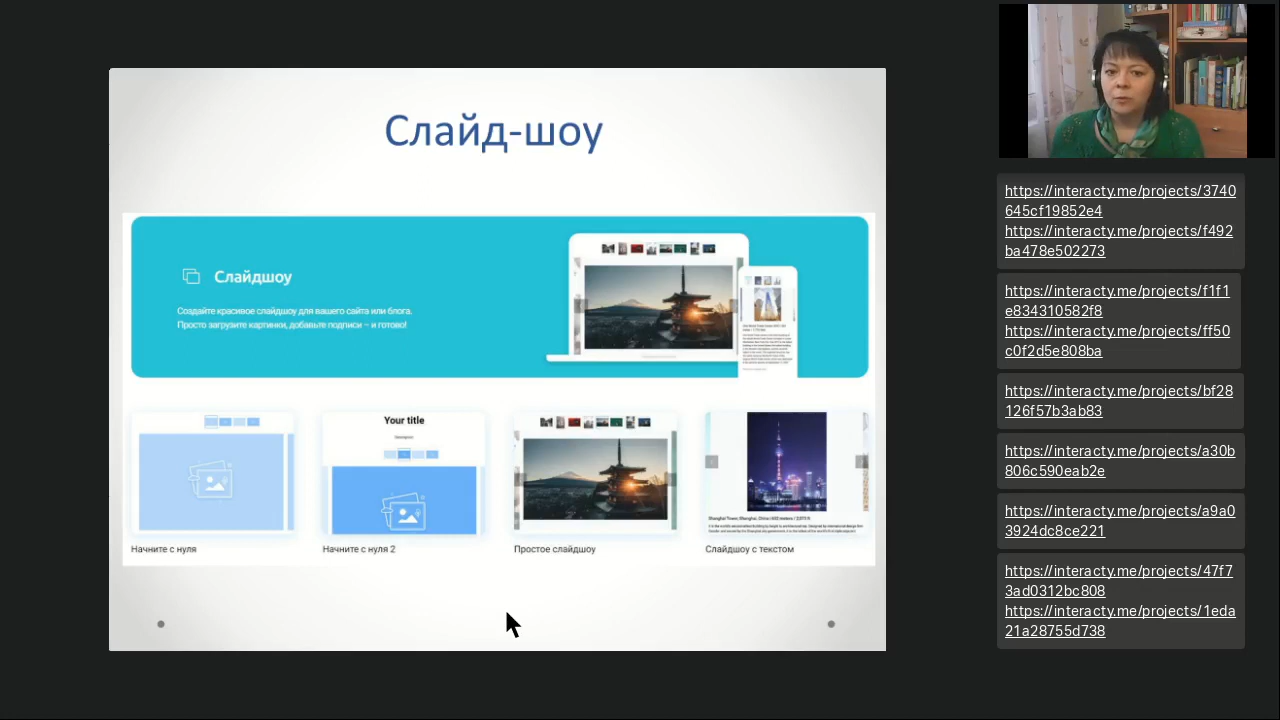 Слайд-шоу
Слайдшоу
Создайте красивое слайдшоу для вашего сайта или блога.
Просто загрузите картинки, добавьте подписи – и готово!
Your title
Начните с нуля
Начните с нуля 2
Простое слайдшоу
Слайдшоу с текстом
https://interacty.me/projects/3740
645cf19852e4
https://interacty.me/projects/f492
ba478e502273
https://interacty.me/projects/f1f1
e834310582f8
https://interacty.me/projects/ff50
cde2ded808ba
https://interacty.me/projects/bf28
126f57b3ab83
https://interacty.me/projects/a30b
806c590eab2e
https://interacty.me/projects/a9a0
3924dc8ce221
https://interacty.me/projects/47f7
3ad0312bc808
https://interacty.me/projects/1eda
21a28755d738